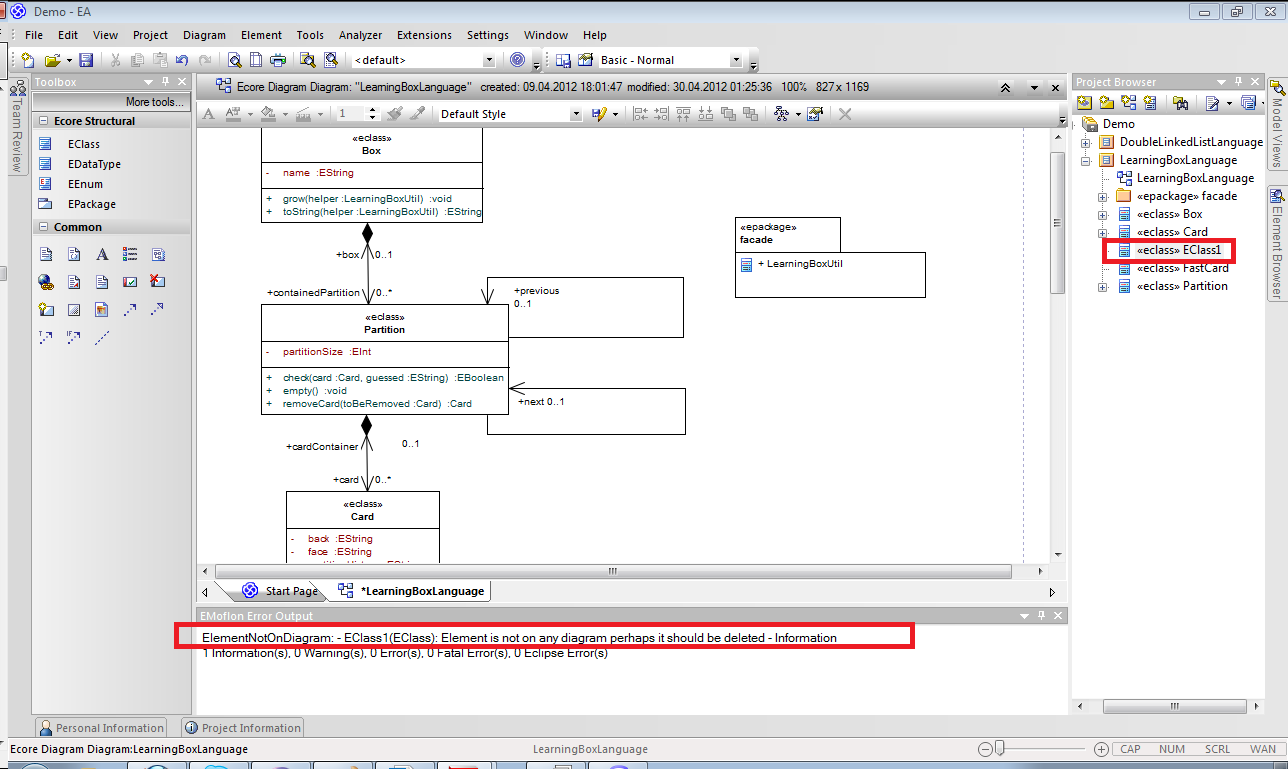 Demo - EA
File Edit View Project Diagram Element Tools Analyzer Extensions Settings Window Help
<default>
Basic - Normal
Team Review
Toolbox
More tools...
Ecore Structural
EClass
EDataType
EEnum
EPackage
Common
Ecore Diagram Diagram: "LearningBoxLanguage" created: 09.04.2012 18:01:47 modified: 30.04.2012 01:25:36 100% 827 x 1169
1
Default Style
«eclass»
Box
- name :EString
+ grow(helper :LearningBoxUtil) :void
+ toString(helper :LearningBoxUtil) :EString
+box 0..1
+containedPartition 0..*
«eclass»
Partition
- partitionSize :EInt
+ check(card :Card, guessed :EString) :EBoolean
+ empty() :void
+ removeCard(toBeRemoved :Card) :Card
+previous
0..1
+next 0..1
+cardContainer 0..1
+card 0..*
«eclass»
Card
- back :EString
- face :EString
«epackage»
facade
+ LearningBoxUtil
Start Page
*LearningBoxLanguage
EMoflon Error Output
ElementNotOnDiagram: - EClass1(EClass): Element is not on any diagram perhaps it should be deleted - Information
1 Information(s), 0 Warning(s), 0 Error(s), 0 Fatal Error(s), 0 Eclipse Error(s)
Project Browser
Demo
DoubleLinkedListLanguage
LearningBoxLanguage
LearningBoxLanguage
«epackage» facade
«eclass» Box
«eclass» Card
«eclass» EClass1
«eclass» FastCard
«eclass» Partition
Model Views
Element Browser
Personal Information
Project Information
Ecore Diagram Diagram:LearningBoxLanguage
LearningBoxLanguage
CAP NUM SCRL WAN